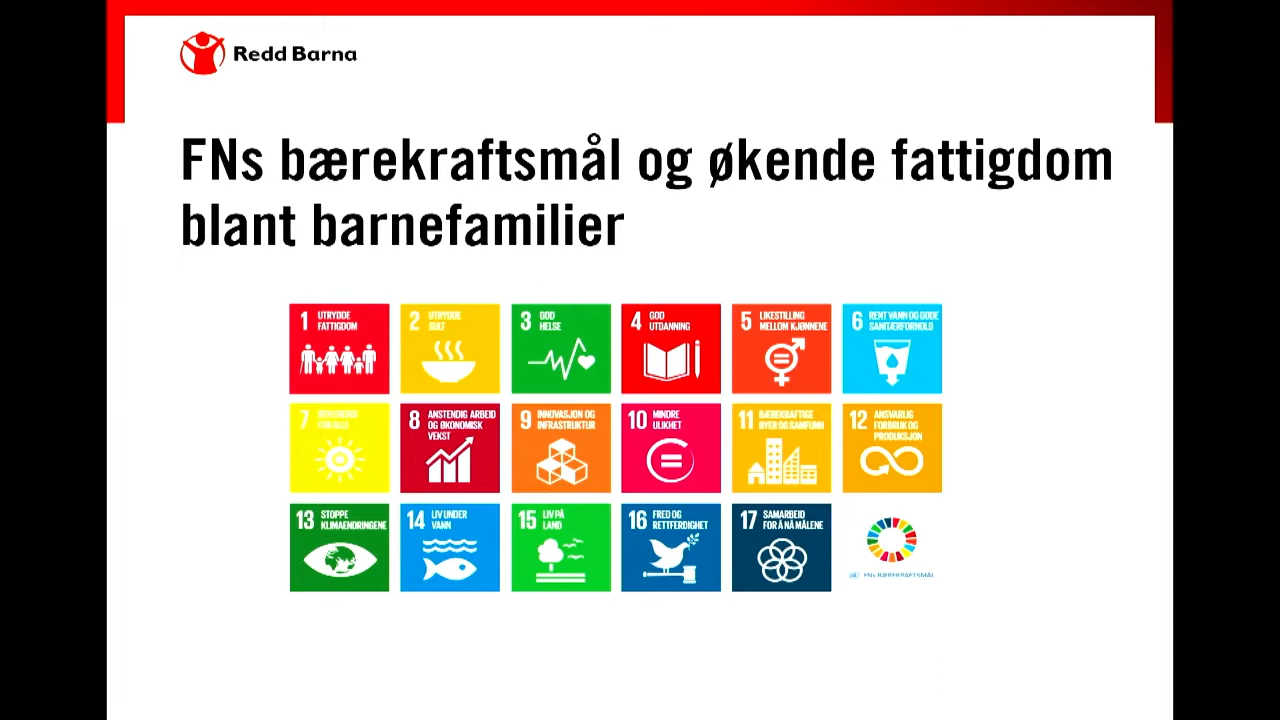 Redd Barna
FNs bærekraftsmål og økende fattigdom
blant barnefamilier
1 UTRYDDE
FATTIGDOM
2 UTRYDDE
SULT
3 GOD
HELSE
4 GOD
UTDANNING
5 LIKESTILLING
MELLOM KJØNNENE
6 RENT VANN OG GODE
SANITÆRFORHOLD
7
8 ANSTENDIG ARBEID
OG ØKONOMISK
VEKST
9 INNOVASJON OG
INFRASTRUKTUR
10 MINDRE
ULIKHET
11 BÆREKRAFTIGE
BYER OG SAMFUNN
12 ANSVARLIG
FORBRUK OG
PRODUKSJON
13 STOPPE
KLIMAENDRINGENE
14 LIV UNDER
VANN
15 LIV PÅ
LAND
16 FRED OG
RETTFERDIGHET
17 SAMARBEID
FOR Å NÅ MÅLENE
FNs BÆREKRAFTSMÅL